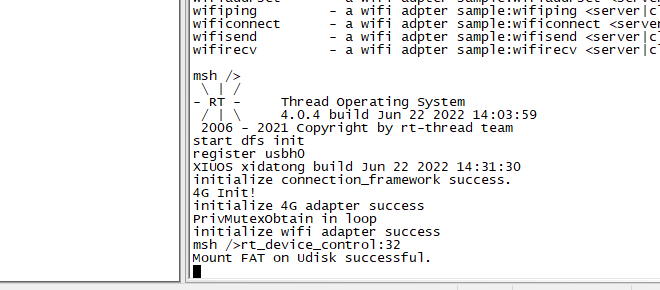 wifiping          - a wifi adpter sample:wifiping <server|cl
wificonnect       - a wifi adpter sample:wificonnect <serve
wifisend          - a wifi adpter sample:wifisend <server|c
wifirecv          - a wifi adpter sample:wifirecv <server|c
msh />
 \ | /
- RT -     Thread Operating System
 / | \     4.0.4 build Jun 22 2022 14:03:59
 2006 - 2021 Copyright by rt-thread team
start dfs init
register usbh0
XIUOS xidatong build Jun 22 2022 14:31:30
initialize connection_framework success.
4G Init!
initialize 4G adapter success
PrivMutexObtain in loop
initialize wifi adapter success
msh />rt_device_control:32
Mount FAT on Udisk successful.